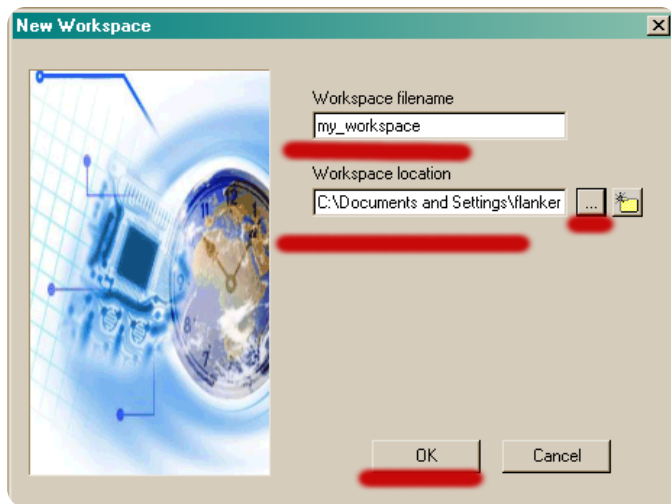 New Workspace
Workspace filename
my_workspace
Workspace location
C:\Documents and Settings\flanker
...
OK
Cancel